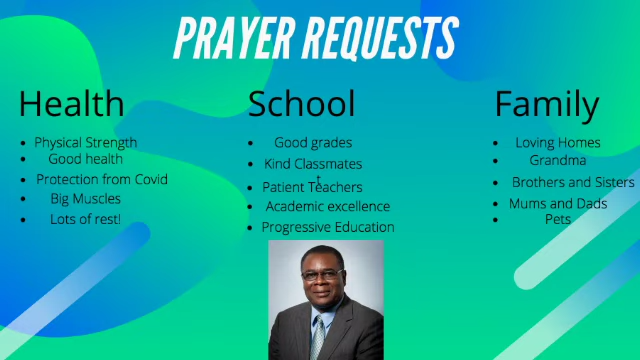 PRAYER REQUESTS
Health
• Physical Strength
• Good health
• Protection from Covid
• Big Muscles
• Lots of rest!
School
• Good grades
• Kind Classmates
t
• Patient Teachers
• Academic excellence
• Progressive Education
Family
• Loving Homes
• Grandma
• Brothers and Sisters
• Mums and Dads
• Pets